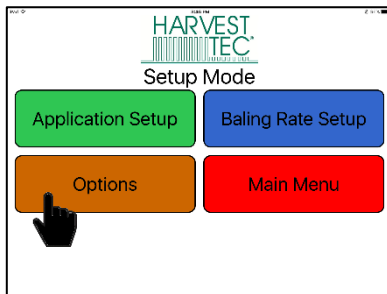 HARVEST
TEC
Setup Mode
Application Setup
Baling Rate Setup
Options
Main Menu